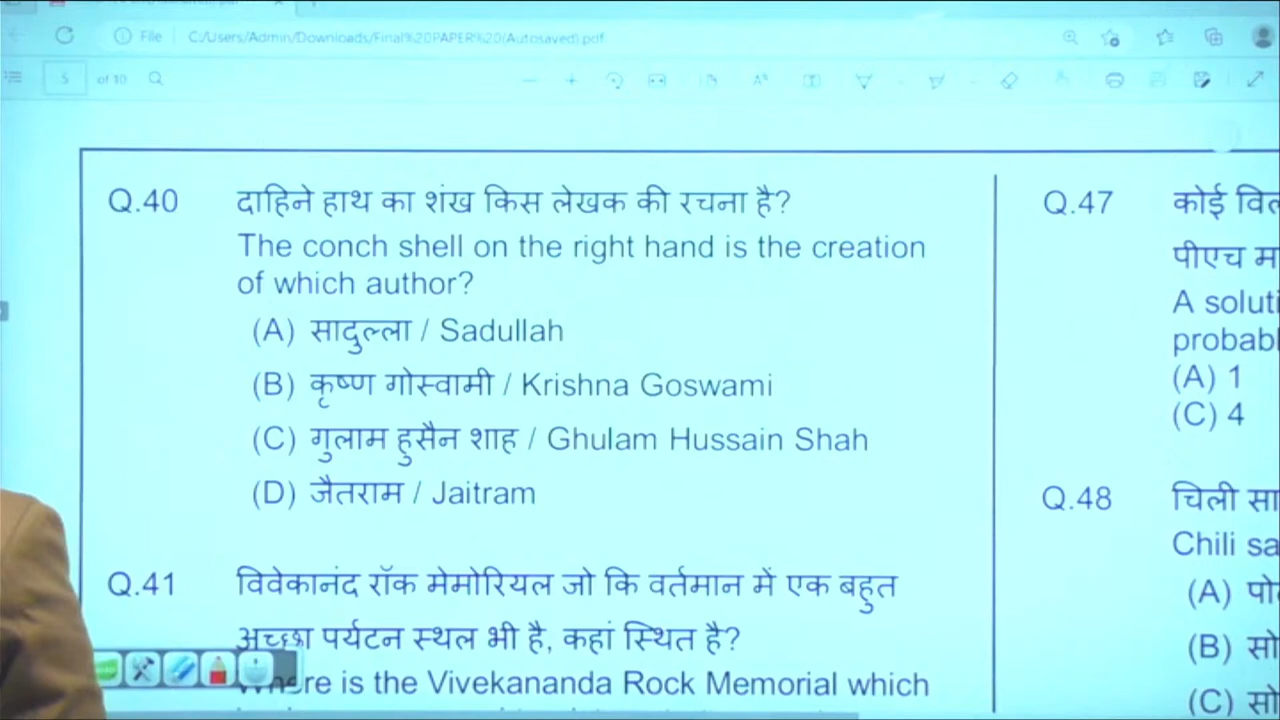 File
C:/Users/Admin/Downloads/Final%20PAPER%20(Autosaved).pdf
5 of 10
Q.40 दाहिने हाथ का शंख किस लेखक की रचना है?
The conch shell on the right hand is the creation
of which author?
(A) सादुल्ला / Sadullah
(B) कृष्ण गोस्वामी / Krishna Goswami
(C) गुलाम हुसैन शाह / Ghulam Hussain Shah
(D) जैतराम / Jaitram
Q.41 विवेकानंद रॉक मेमोरियल जो कि वर्तमान में एक बहुत
अच्छा पर्यटन स्थल भी है, कहां स्थित है?
Where is the Vivekananda Rock Memorial which
Q.47 कोई
पीएच
A
(A) 1
(C) 4
Q.48 चिली
Chili
(A)
(B)
(C)